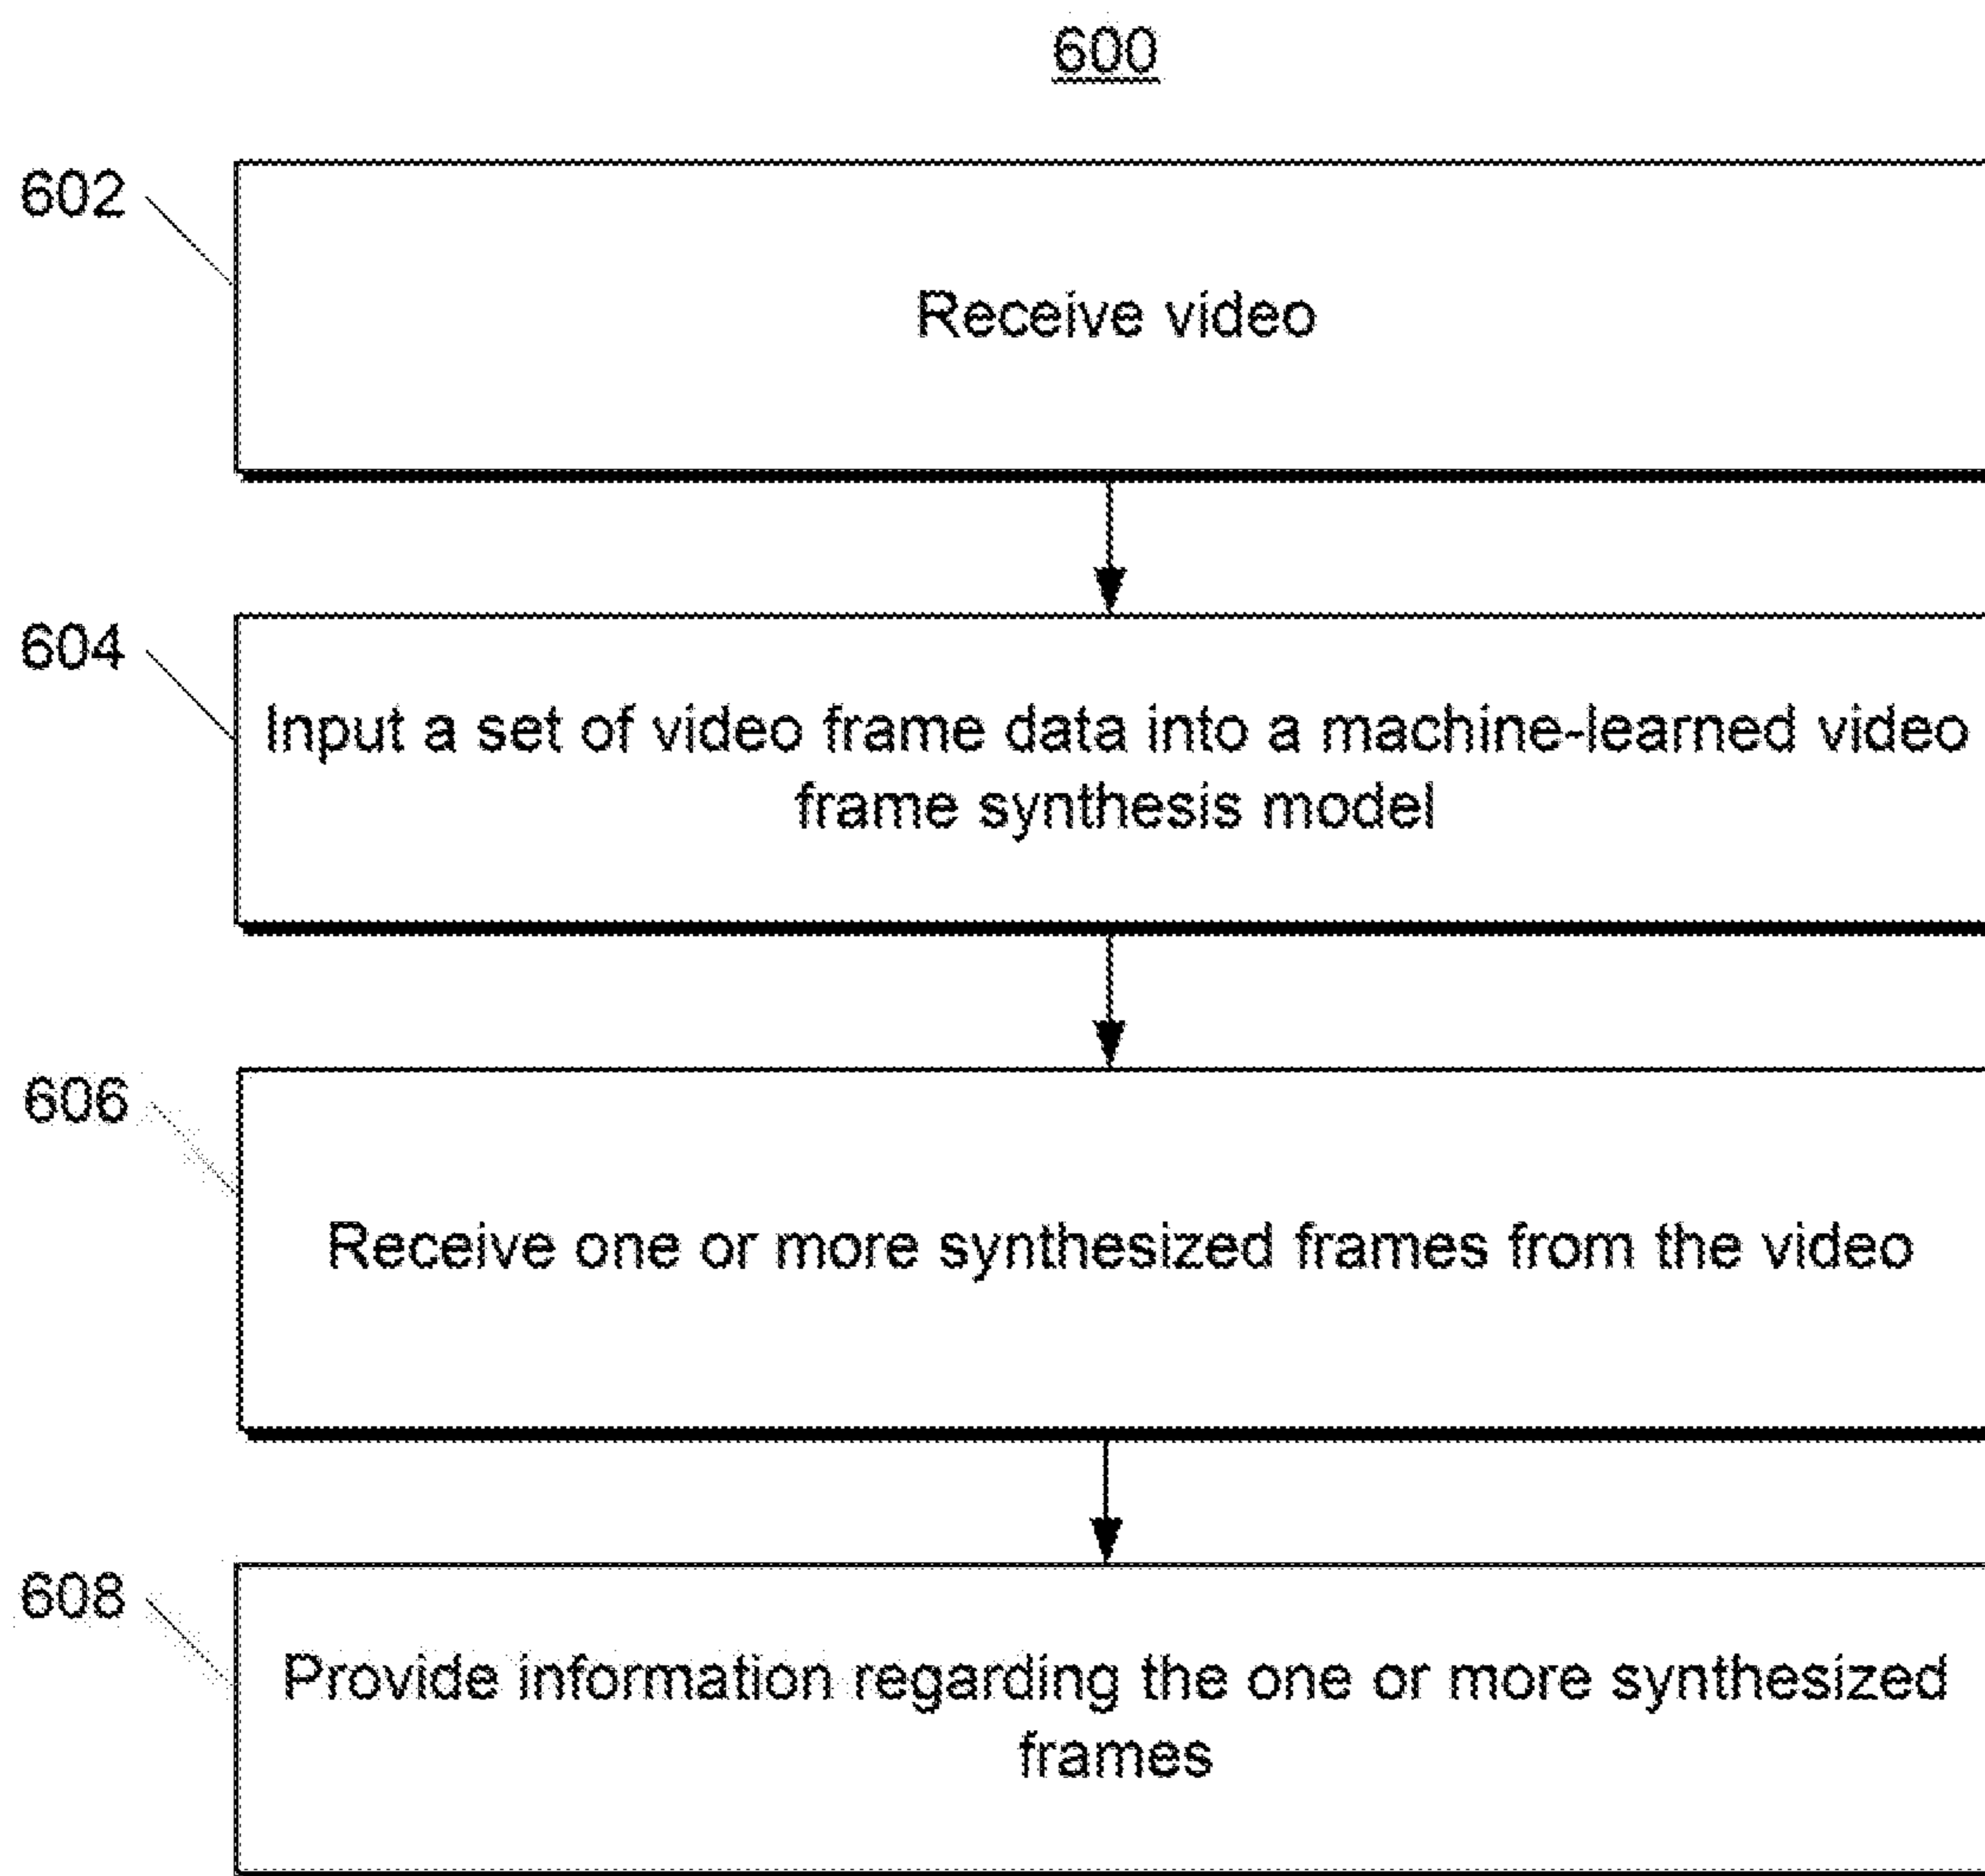 600
602
Receive video
604
Input a set of video frame data into a machine-learned video
frame synthesis model
606
Receive one or more synthesized frames from the video
608
Provide information regarding the one or more synthesized
frames